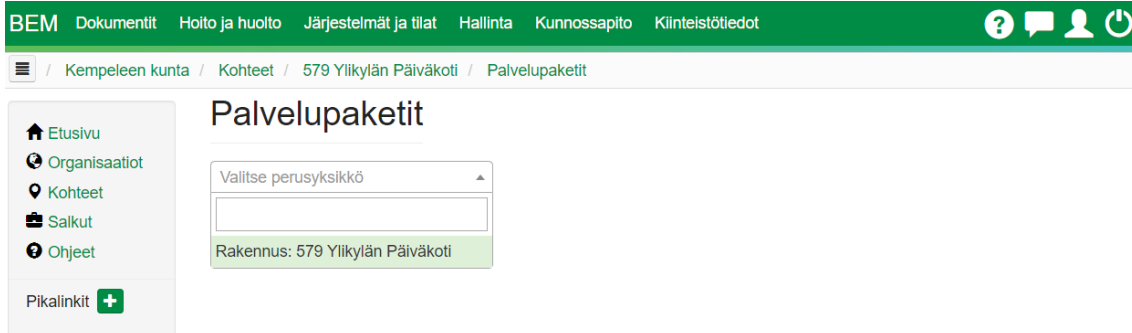 BEM Dokumentit Hoito ja huolto Järjestelmät ja tilat Hallinta Kunnossapito Kiinteistötiedot
/ Kempeleen kunta / Kohteet / 579 Ylikylän Päiväkoti / Palvelupaketit
Palvelupaketit
Etusivu
Organisaatiot
Kohteet
Salkut
Ohjeet
Pikalinkit
Valitse perusyksikkö
Rakennus: 579 Ylikylän Päiväkoti